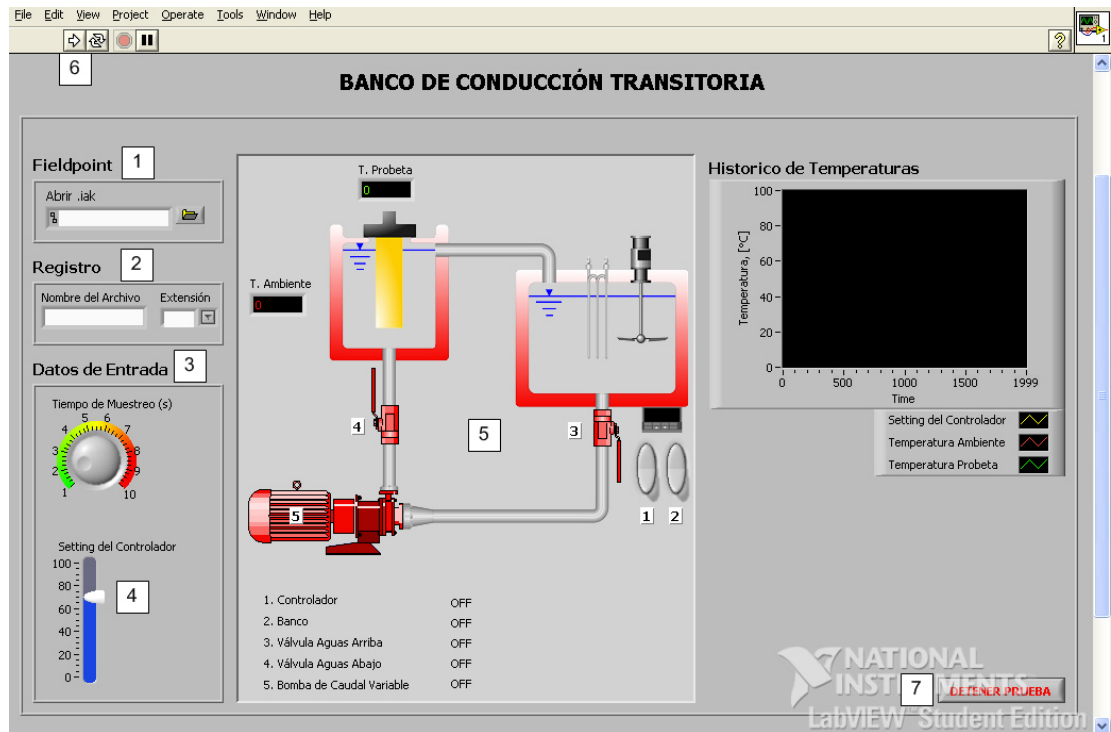 File Edit View Project Operate Tools Window Help
6
1
BANCO DE CONDUCCIÓN TRANSITORIA
Fieldpoint 1
Abrir .iak
Registro 2
Nombre del Archivo Extensión
Datos de Entrada 3
Tiempo de Muestreo (s)
1 2 3 4 5 6 7 8 9 10
Setting del Controlador
100
80
60
40
20
0
4
T. Probeta
0
T. Ambiente
0
4
5
3
5
1 2
1. Controlador OFF
2. Banco OFF
3. Válvula Aguas Arriba OFF
4. Válvula Aguas Abajo OFF
5. Bomba de Caudal Variable OFF
Historico de Temperaturas
Temperatura, [°C]
100
80
60
40
20
0
0 500 1000 1500 1999
Time
Setting del Controlador
Temperatura Ambiente
Temperatura Probeta
NATIONAL
INSTRUMENTS
LabVIEW Student Edition
7
DETENER PRUEBA